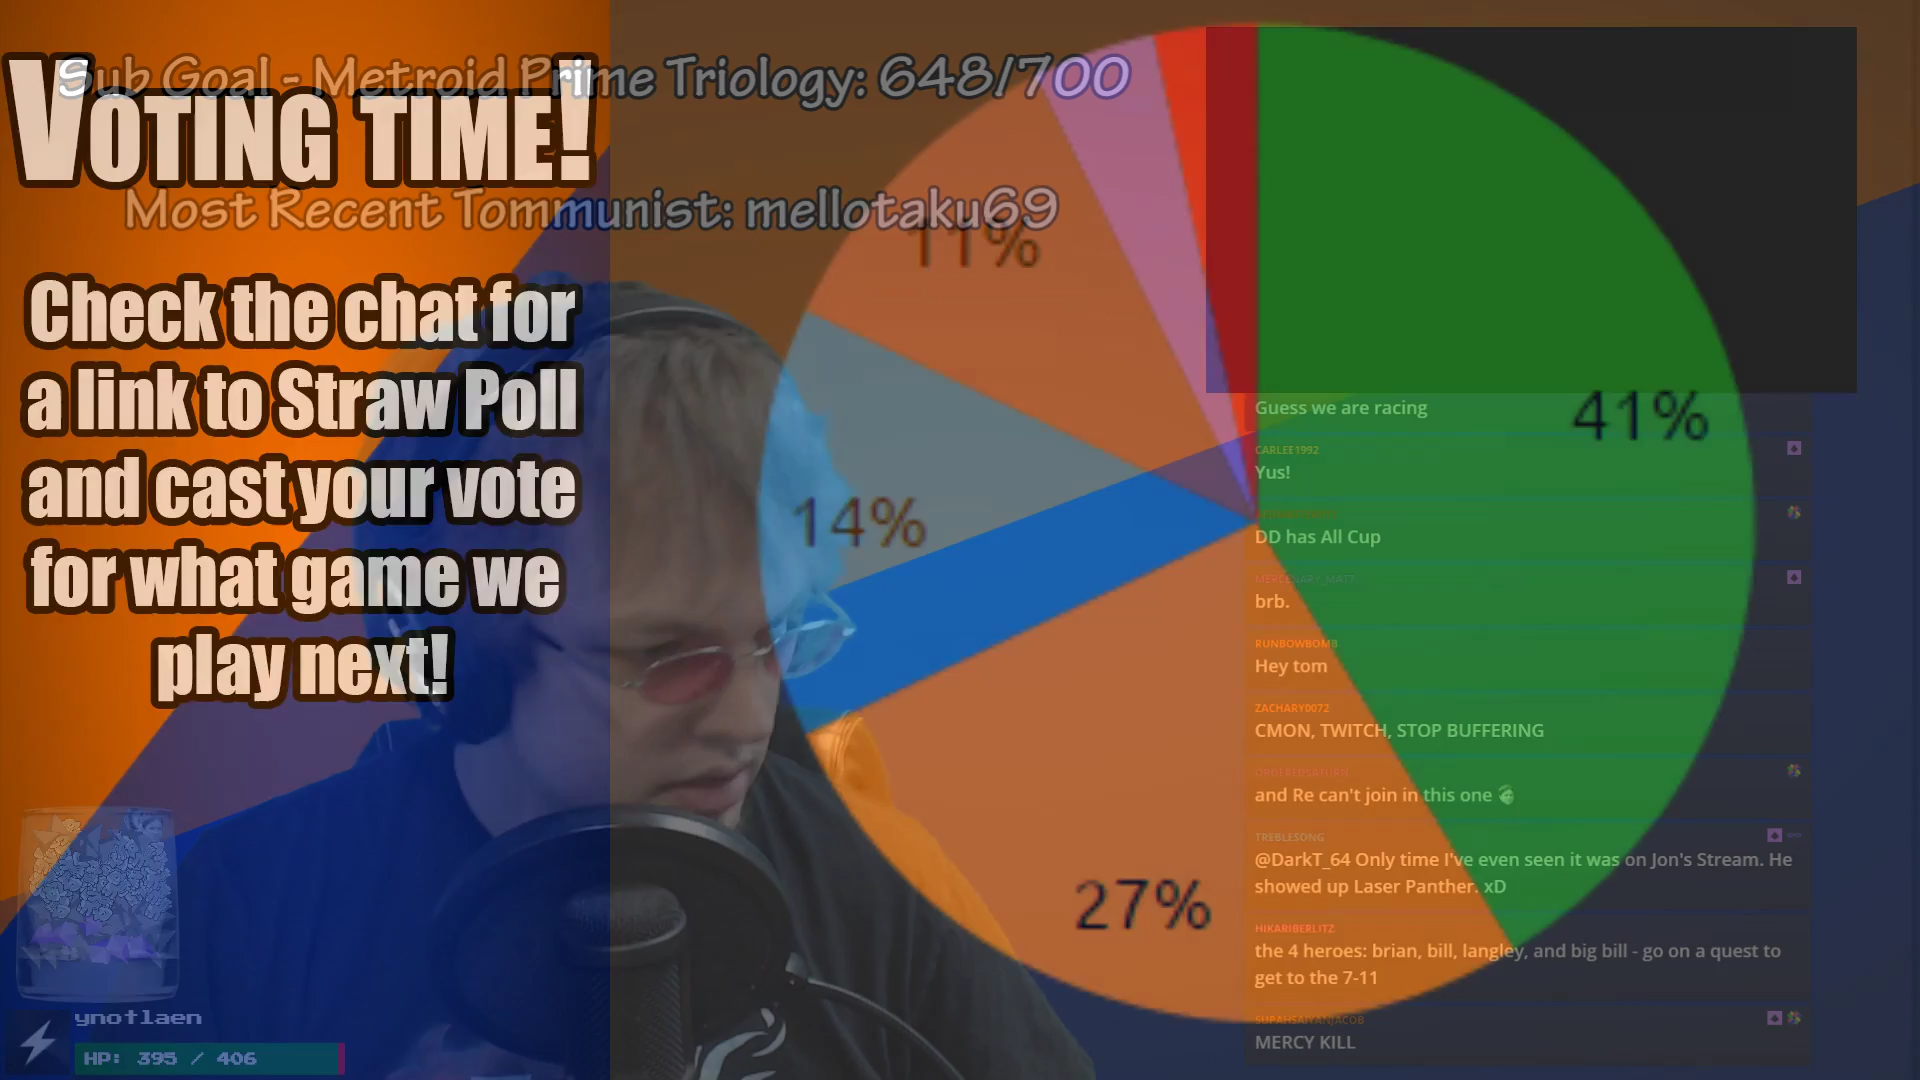 Sub Goal - Metroid Prime Triology: 648/700
VOTING TIME!
Most Recent Tommunist: mellotaku69
Check the chat for
a link to Straw Poll
and cast your vote
for what game we
play next!
11%
41%
14%
27%
Guess we are racing
CARLEE1992
Yus!
DD has All Cup
MERCENARY_MATT
brb.
RUNBOWBOMB
Hey tom
ZACHARY0072
CMON, TWITCH, STOP BUFFERING
ORDEREDSATURN
and Re can't join in this one
TREBLESONG
@DarkT_64 Only time I've even seen it was on Jon's Stream. He
showed up Laser Panther. xD
HIKARIBERLITZ
the 4 heroes: brian, bill, langley, and big bill - go on a quest to
get to the 7-11
SUPAHSAIYANJACOB
MERCY KILL
ynotlaen
HP: 395 / 406